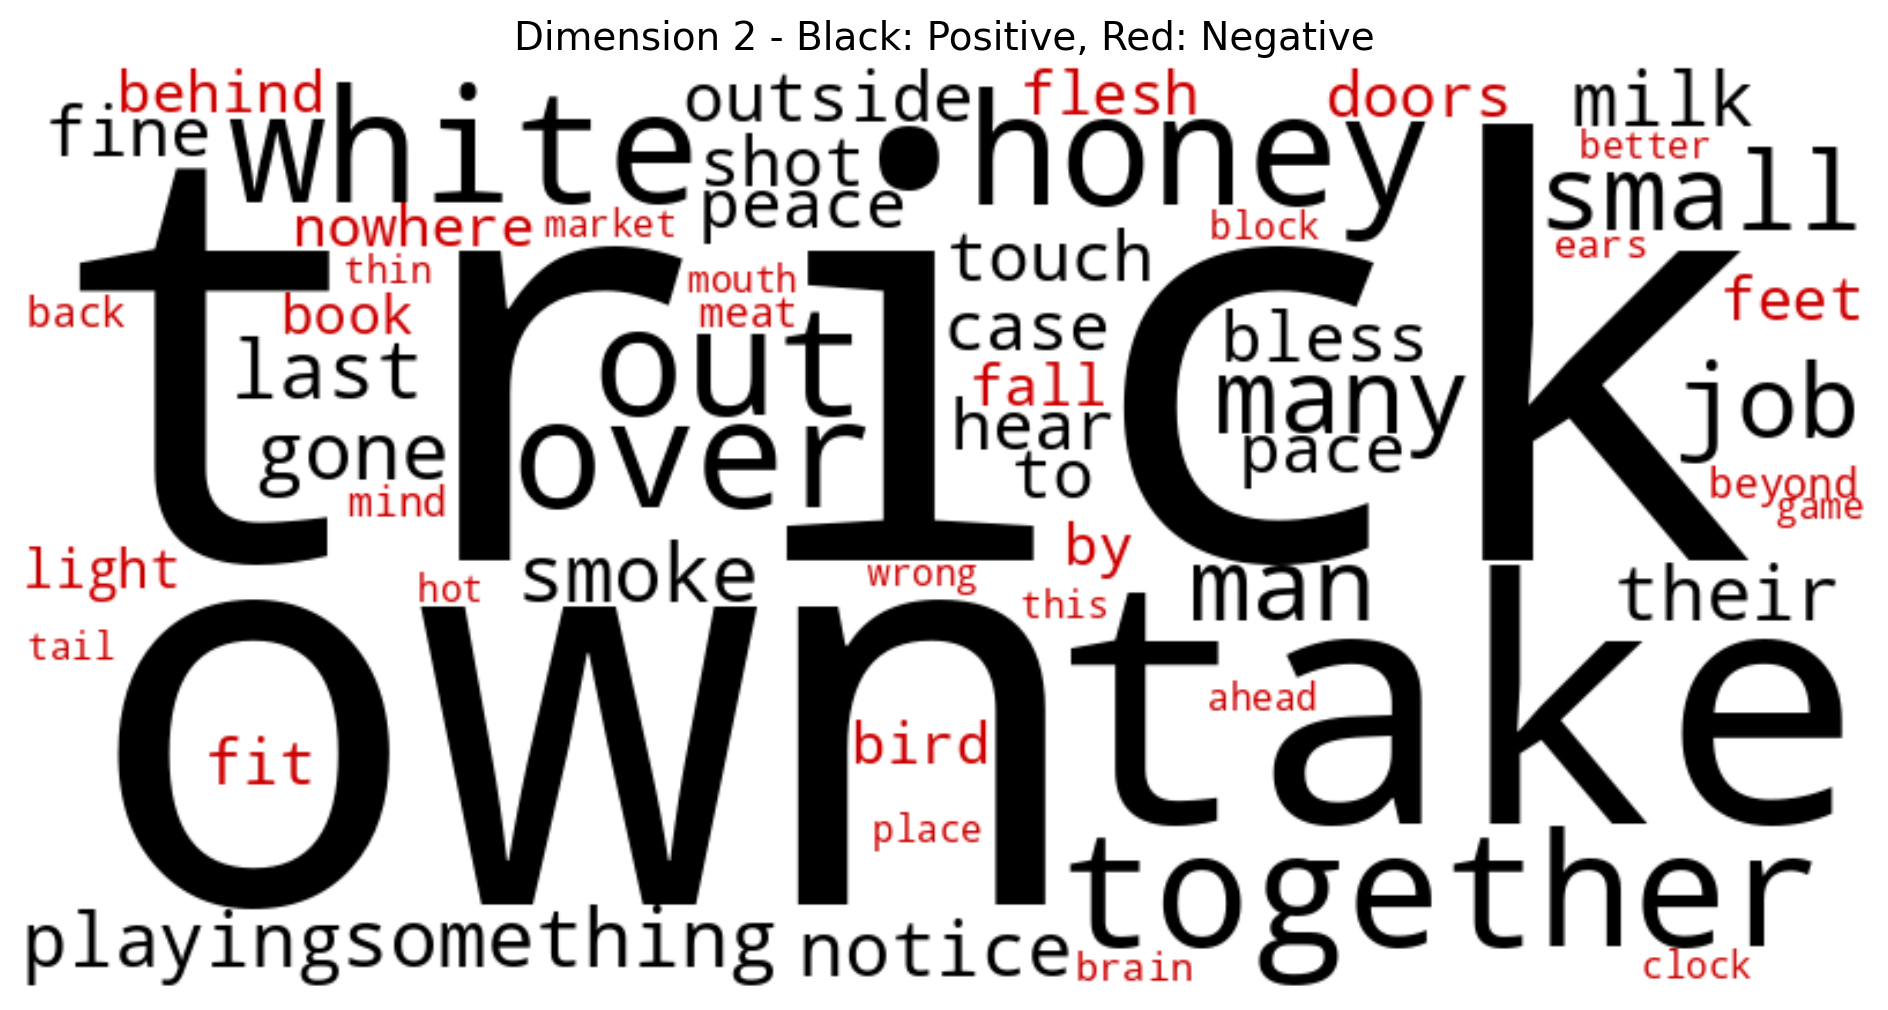 Dimension 2 - Black: Positive, Red: Negative
behind outside flesh doors milk
fine white shot • honey better
peace small
nowhere market block ears
thin touch
back book mouth feet
meat case bless
last out fall many job
gone over hear pace
to beyond
mind game
light smoke by
hot wrong man their
this
tail trick
own take
ahead
fit bird
place
together
playing something notice
brain clock